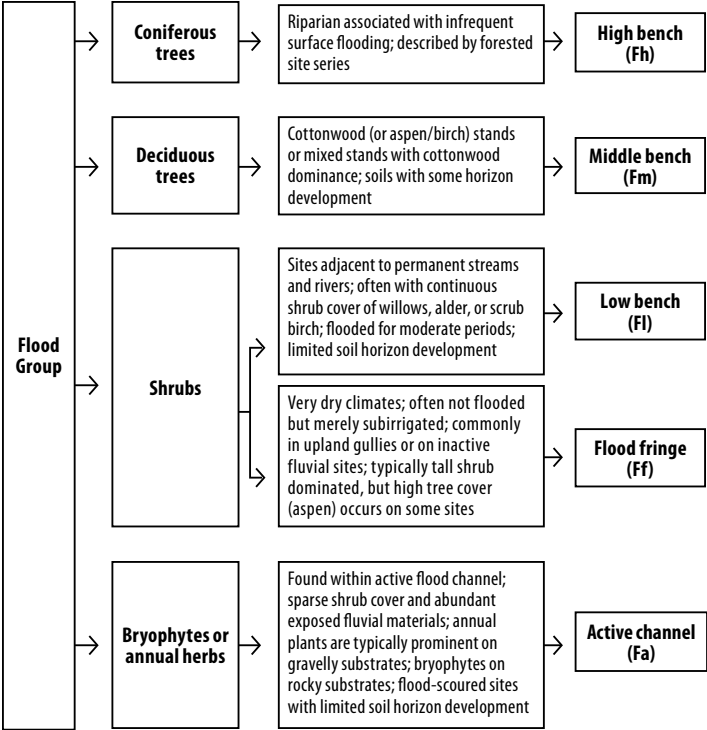 Flood
Group
Coniferous
trees
Riparian associated with infrequent
surface flooding; described by forested
site series
High bench
(Fh)
Deciduous
trees
Cottonwood (or aspen/birch) stands
or mixed stands with cottonwood
dominance; soils with some horizon
development
Middle bench
(Fm)
Shrubs
Sites adjacent to permanent streams
and rivers; often with continuous
shrub cover of willows, alder, or scrub
birch; flooded for moderate periods;
limited soil horizon development
Low bench
(Fl)
Very dry climates; often not flooded
but merely subirrigated; commonly
in upland gullies or on inactive
fluvial sites; typically tall shrub
dominated, but high tree cover
(aspen) occurs on some sites
Flood fringe
(Ff)
Bryophytes or
annual herbs
Found within active flood channel;
sparse shrub cover and abundant
exposed fluvial materials; annual
plants are typically prominent on
gravelly substrates; bryophytes on
rocky substrates; flood-scoured sites
with limited soil horizon development
Active channel
(Fa)